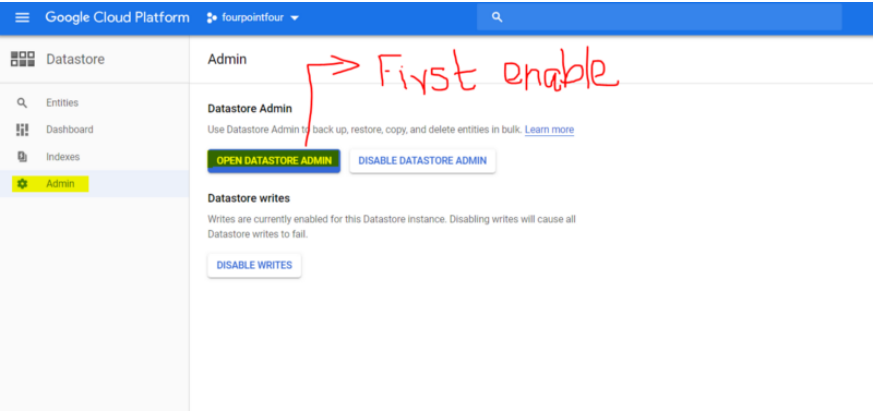 Google Cloud Platform
fourpointfour
Datastore
Admin
First enable
Entities
Dashboard
Indexes
Admin
Datastore Admin
Use Datastore Admin to back up, restore, copy, and delete entities in bulk. Learn more
OPEN DATASTORE ADMIN
DISABLE DATASTORE ADMIN
Datastore writes
Writes are currently enabled for this Datastore instance. Disabling writes will cause all
Datastore writes to fail.
DISABLE WRITES